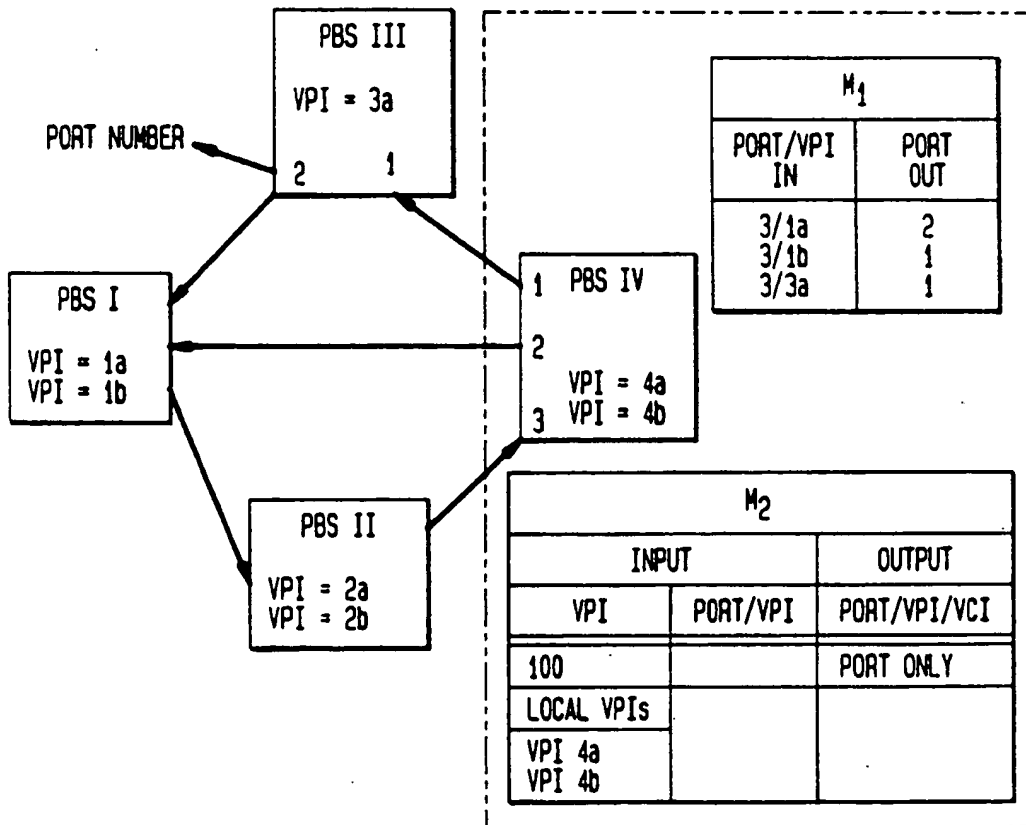 PBS III
VPI = 3a
PORT NUMBER
2 1
PBS I
VPI = 1a
VPI = 1b
1 PBS IV
2
VPI = 4a
VPI = 4b
3
PBS II
VPI = 2a
VPI = 2b
M1
PORT/VPI IN
PORT OUT
3/1a 2
3/1b 1
3/3a 1
M2
INPUT OUTPUT
VPI PORT/VPI PORT/VPI/VCI
100 PORT ONLY
LOCAL VPIs
VPI 4a
VPI 4b